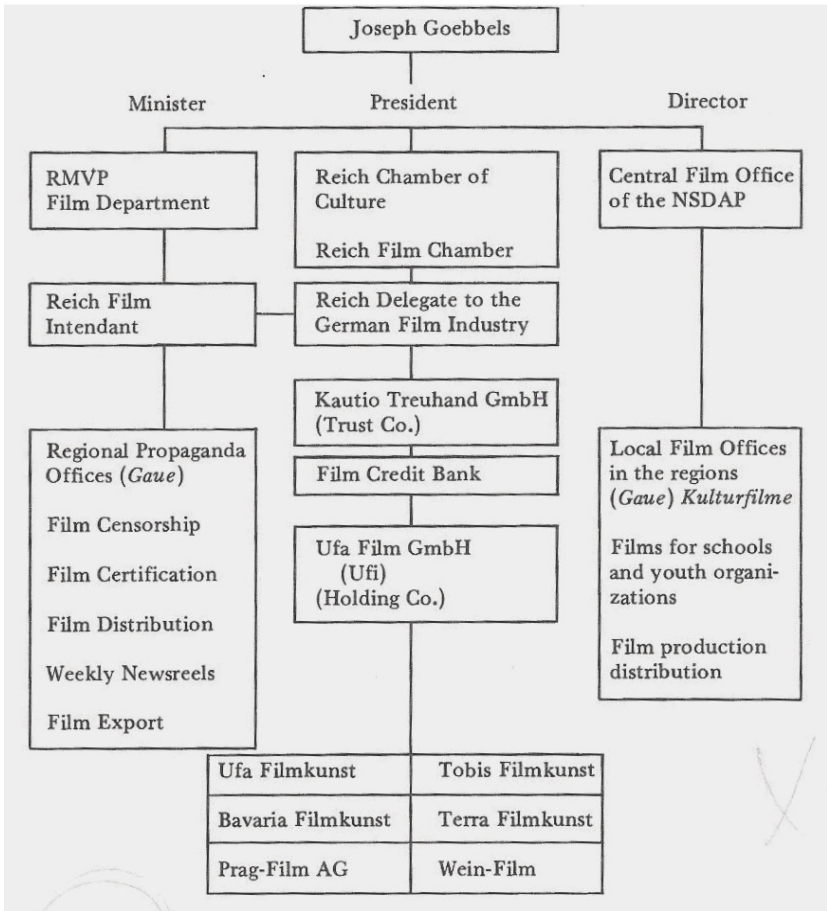 Joseph Goebbels
Minister
President
Director
RMVP
Film Department
Reich Chamber of
Culture
Reich Film Chamber
Central Film Office
of the NSDAP
Reich Film
Intendant
Reich Delegate to the
German Film Industry
Kautio Treuhand GmbH
(Trust Co.)
Film Credit Bank
Ufa Film GmbH
(Ufi)
(Holding Co.)
Regional Propaganda
Offices (Gaue)
Film Censorship
Film Certification
Film Distribution
Weekly Newsreels
Film Export
Local Film Offices
in the regions
(Gaue) Kulturfilme
Films for schools
and youth organi-
zations
Film production
distribution
Ufa Filmkunst
Tobis Filmkunst
Bavaria Filmkunst
Terra Filmkunst
Prag-Film AG
Wein-Film